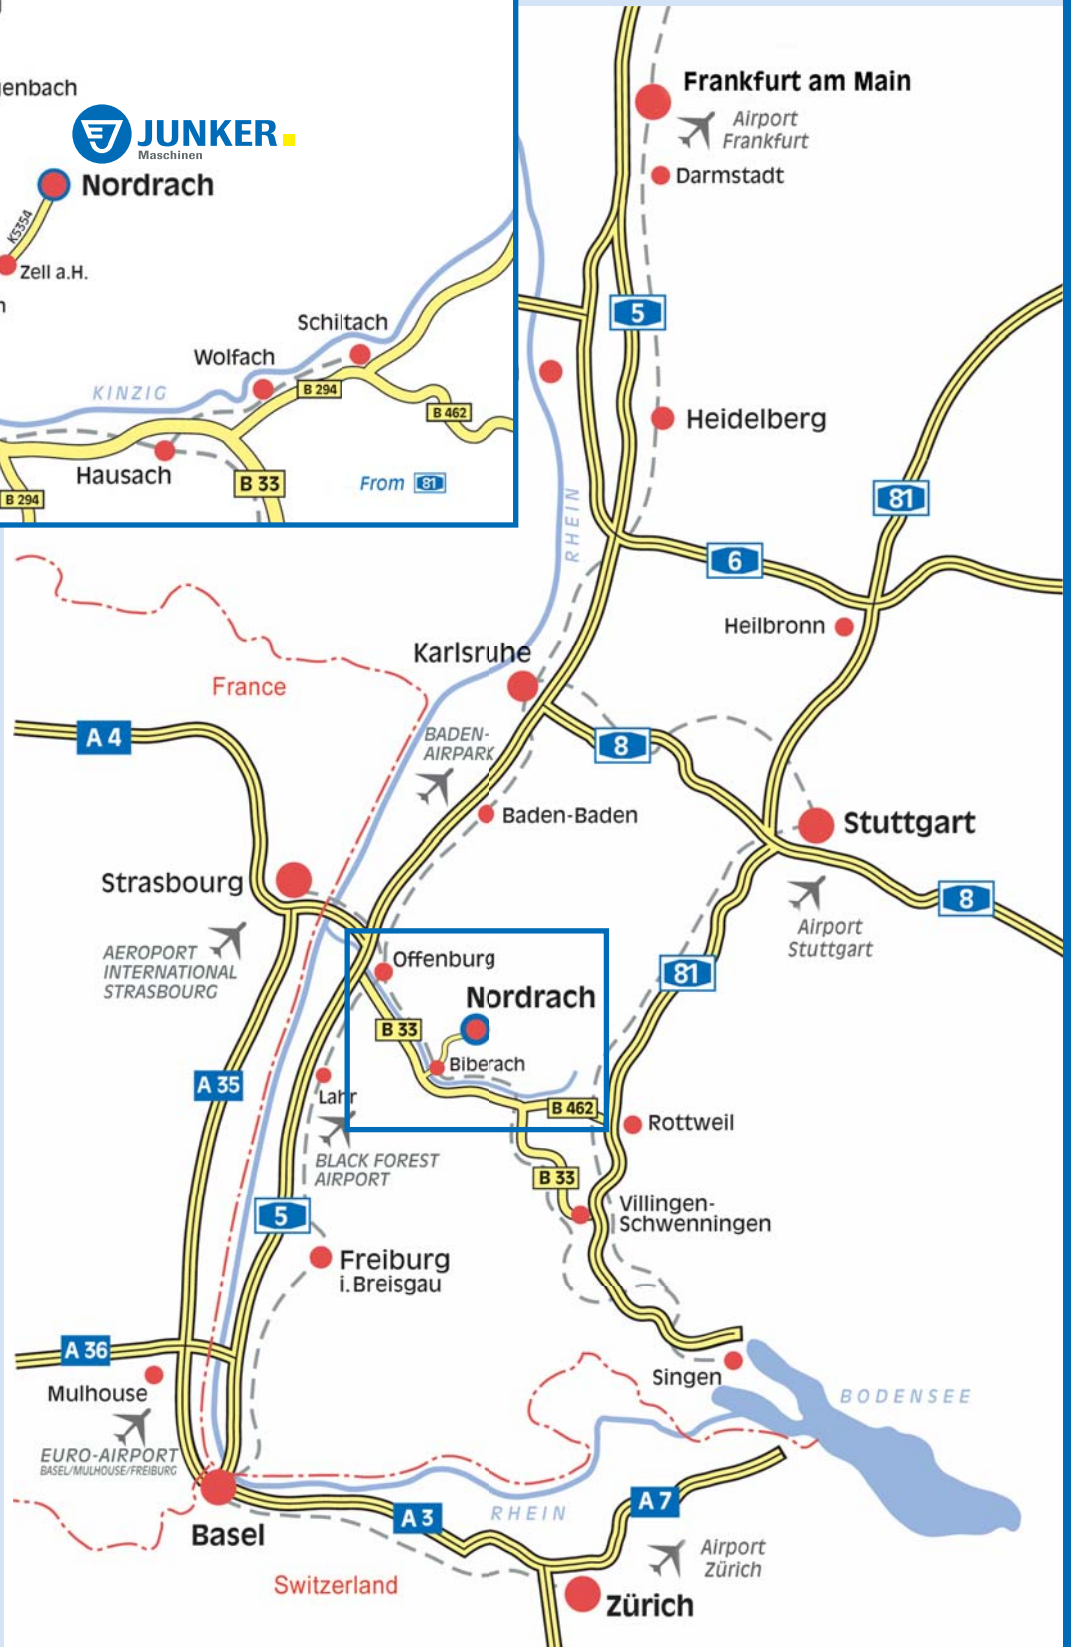 JUNKER
Maschinen
Nordrach
K5354
Zell a.H.
Schiltach
Wolfach
KINZIG
B 294
B 462
Hausach
B 33
From 81
B 294
Frankfurt am Main
Airport
Frankfurt
Darmstadt
5
Heidelberg
81
RHEIN
6
Heilbronn
Karlsruhe
France
A 4
BADEN-
AIRPARK
8
Baden-Baden
Stuttgart
Strasbourg
8
Airport
Stuttgart
AEROPORT
INTERNATIONAL
STRASBOURG
Offenburg
81
Nordrach
B 33
Biberach
A 35
Lahr
B 462
Rottweil
BLACK FOREST
AIRPORT
B 33
Villingen-
Schwenningen
5
Freiburg
i.Breisgau
A 36
Mulhouse
Singen
BODENSEE
EURO-AIRPORT
BASEL/MULHOUSE/FREIBURG
RHEIN
A 7
A 3
Basel
Airport
Zürich
Switzerland
Zürich